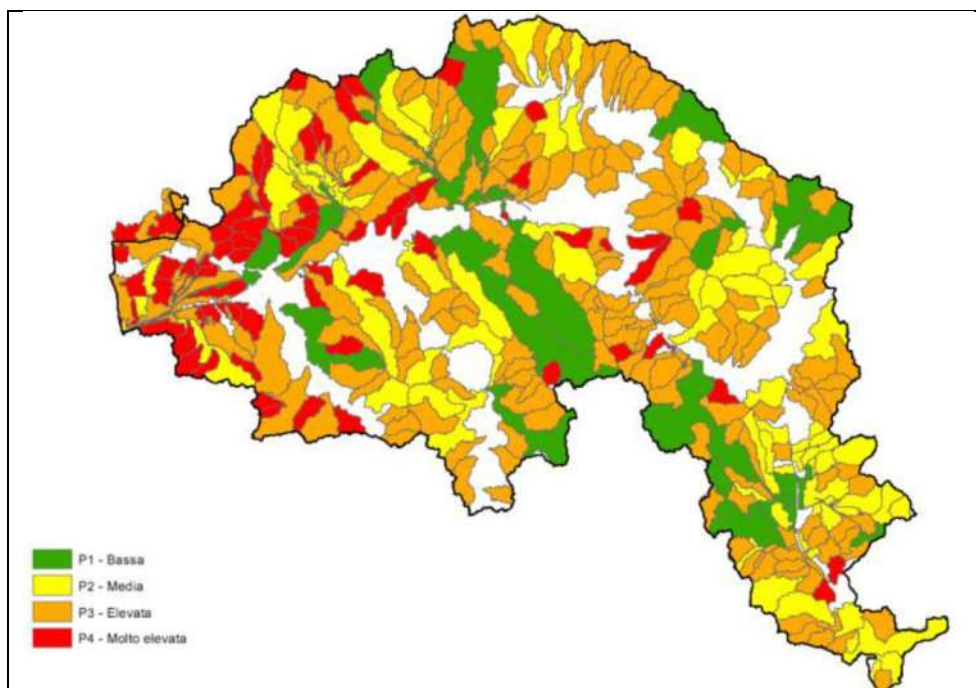 P1 - Bassa
P2 - Media
P3 - Elevata
P4 - Molto elevata